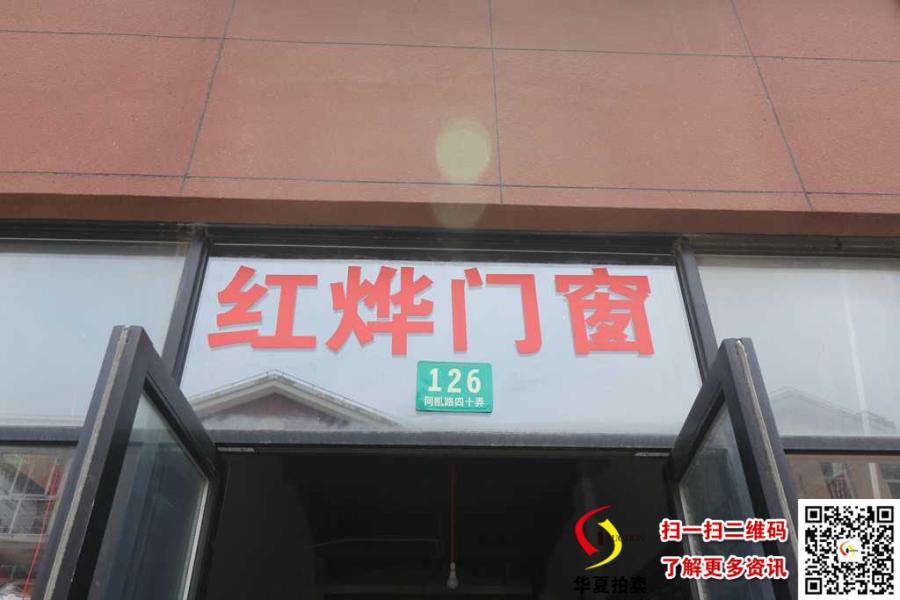 红烨门窗
126
同凯路四十弄
华夏拍卖
扫一扫二维码
了解更多资讯